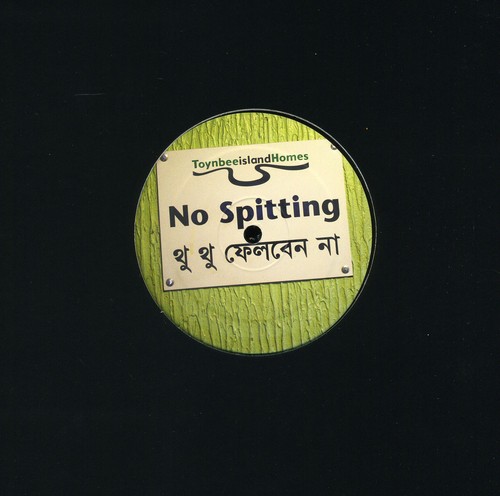 ToynbeeislandHomes
No Spitting
থু থু ফেলবেন না